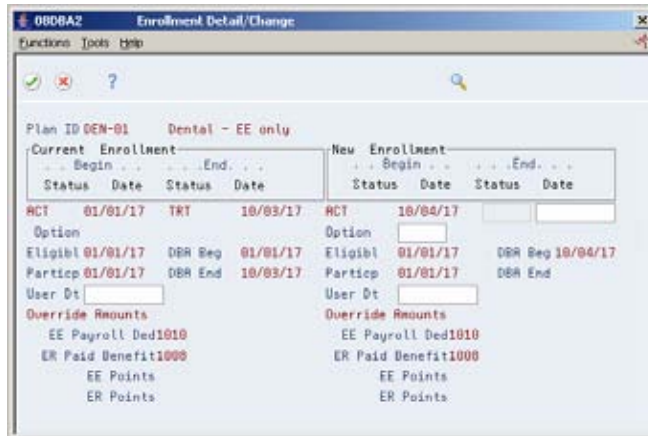 08DBA2 Enrollment Detail/Change
Functions Tools Help
?
Plan ID DEN-01 Dental - EE only
Current Enrollment New Enrollment
. . Begin . . . . .End. . . . . Begin . . . . .End. . .
Status Date Status Date Status Date Status Date
ACT 01/01/17 TRT 10/03/17 ACT 10/04/17
Option Option
Eligibl 01/01/17 DBA Beg 01/01/17 Eligibl 01/01/17 DBA Beg 10/04/17
Particp 01/01/17 DBA End 10/03/17 Particp 01/01/17 DBA End
User Dt User Dt
Override Amounts Override Amounts
EE Payroll Ded1010 EE Payroll Ded1010
ER Paid Benefit1008 ER Paid Benefit1008
EE Points EE Points
ER Points ER Points